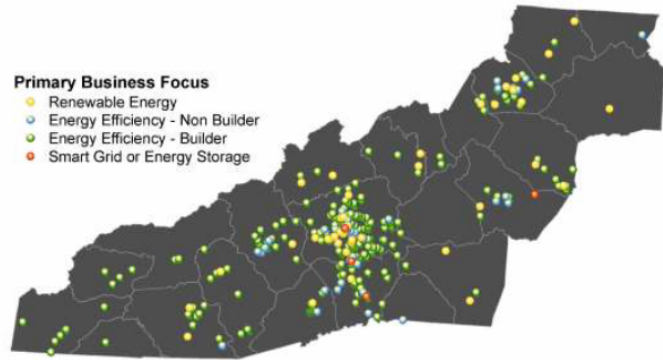 Primary Business Focus
Renewable Energy
Energy Efficiency - Non Builder
Energy Efficiency - Builder
Smart Grid or Energy Storage